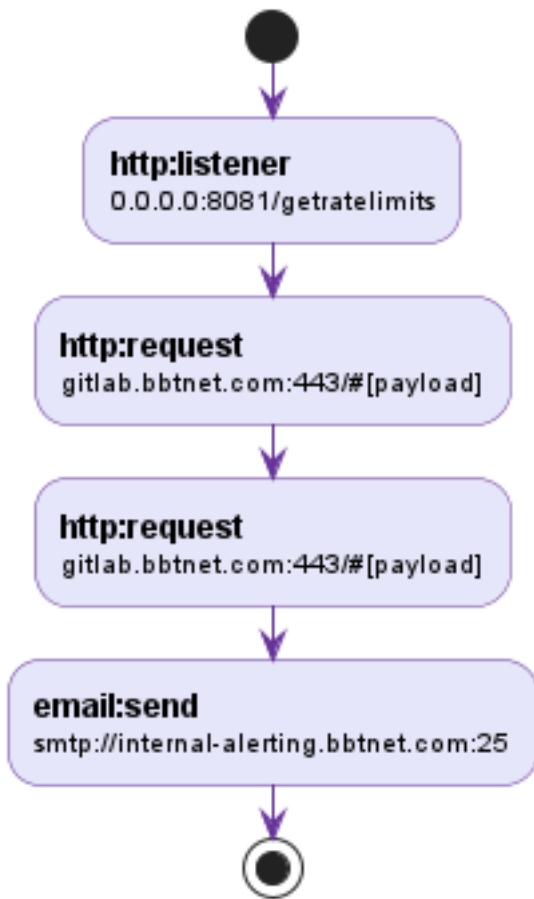 http:listener
0.0.0.0:8081/getratelimits
http:request
gitlab.bbtnet.com:443/#[payload]
http:request
gitlab.bbtnet.com:443/#[payload]
email:send
smtp://internal-alerting.bbtnet.com:25